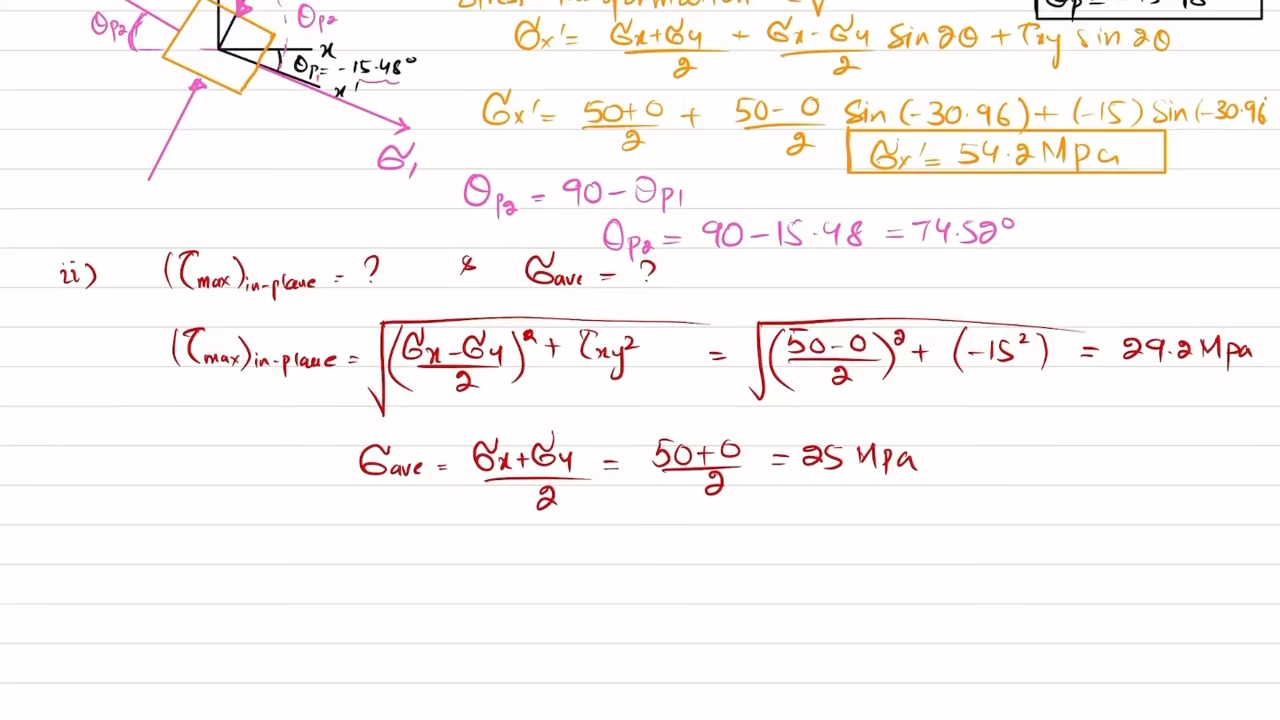 θp2
θp2
x
θp = -15.48°
x'
σ1
σx' = σx+σy/2 + σx-σy/2 Sin 2θ + τxy sin 2θ
σx' = 50+0/2 + 50-0/2 Sin(-30.96) + (-15) Sin(-30.96
σx' = 54.2 Mpa
θp2 = 90 - θp1
θp2 = 90 - 15.48 = 74.52°
ii) (τmax)in-plane = ? & σave = ?
(τmax)in-plane = √(σx-σy/2)² + τxy² = √(50-0/2)² + (-15²) = 29.2 Mpa
σave = σx+σy/2 = 50+0/2 = 25 Mpa